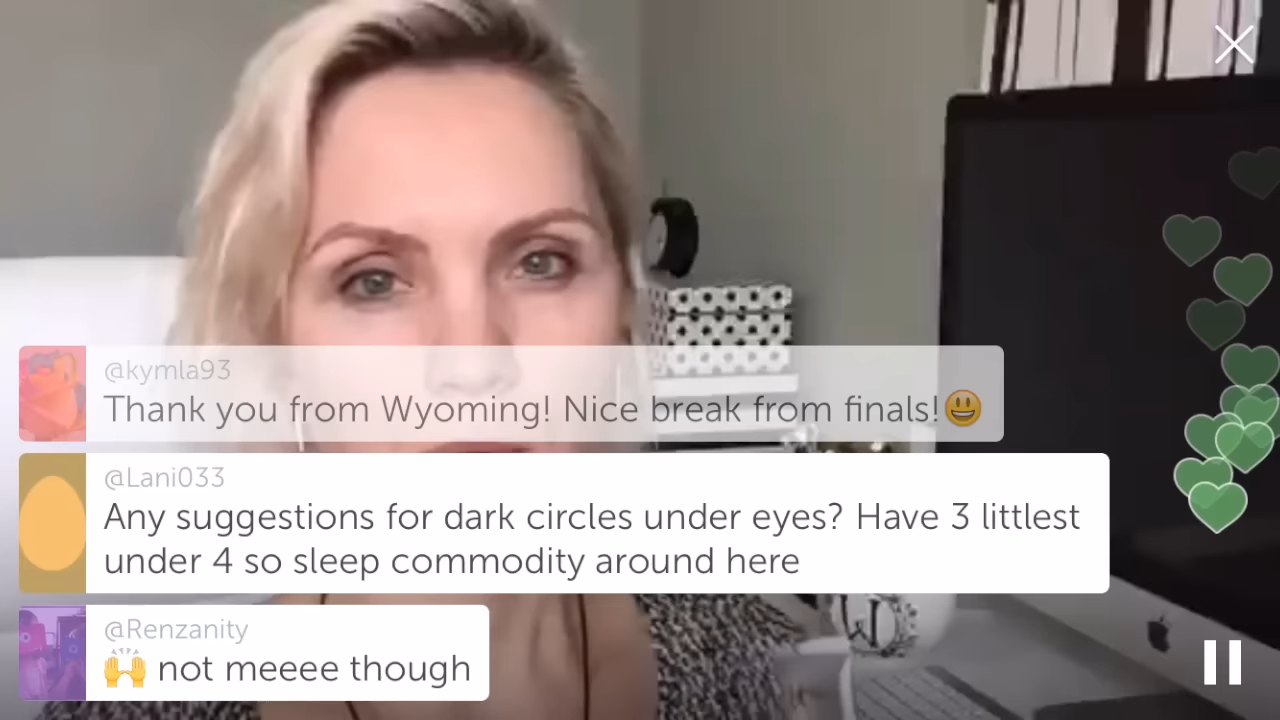 @kymla93
Thank you from Wyoming! Nice break from finals!😃
@Lani033
Any suggestions for dark circles under eyes? Have 3 littlest
under 4 so sleep commodity around here
@Renzanity
🙌 not meeee though